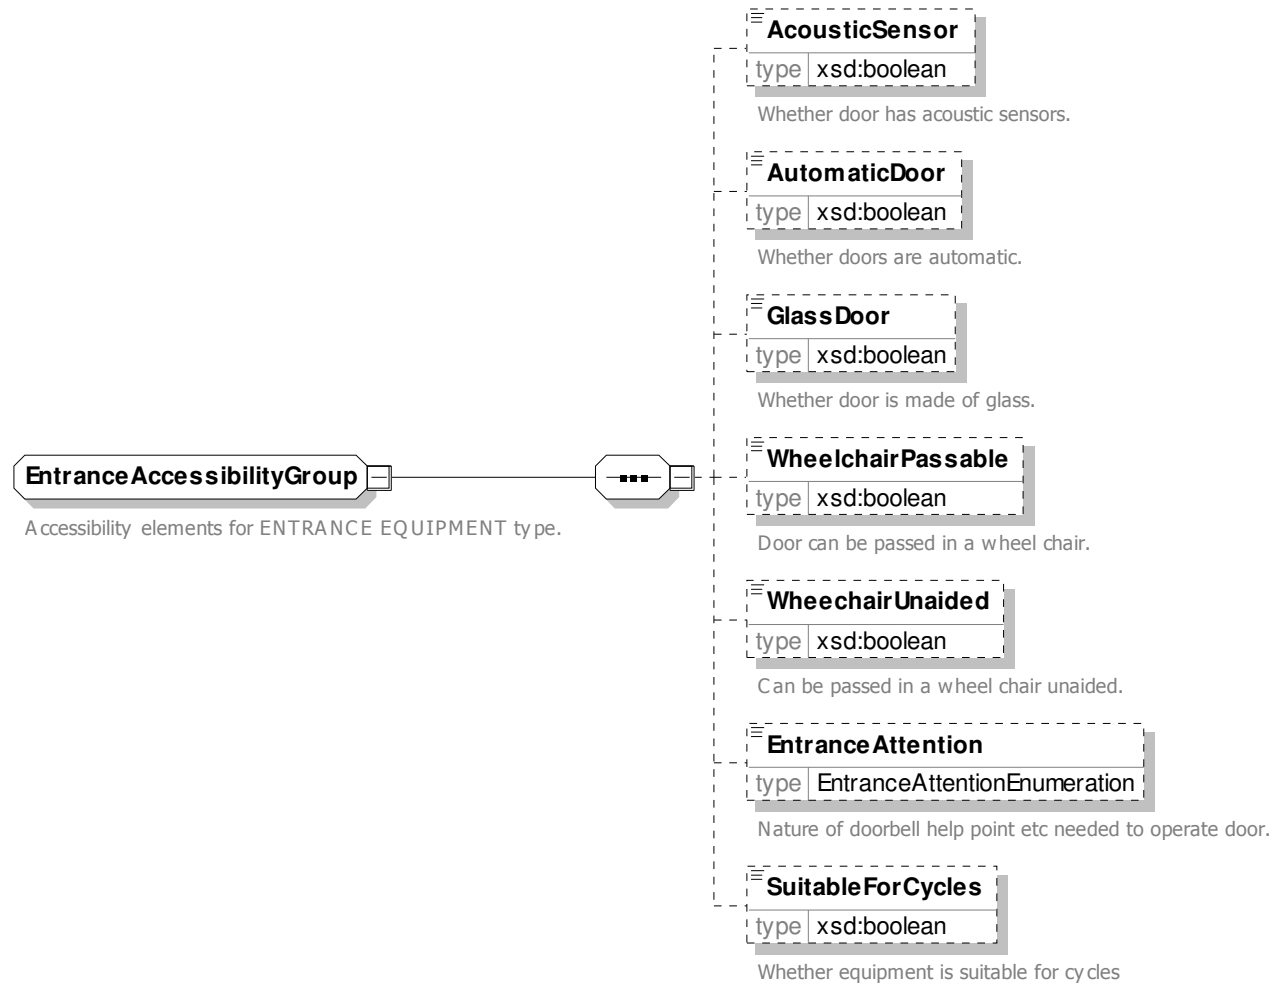 AcousticSensor
type xsd:boolean
Whether door has acoustic sensors.
AutomaticDoor
type xsd:boolean
Whether doors are automatic.
GlassDoor
type xsd:boolean
Whether door is made of glass.
WheelchairPassable
type xsd:boolean
Door can be passed in a wheel chair.
EntranceAccessibilityGroup
Accessibility elements for ENTRANCE EQUIPMENT type.
WheechairUnaided
type xsd:boolean
Can be passed in a wheel chair unaided.
EntranceAttention
type EntranceAttentionEnumeration
Nature of doorbell help point etc needed to operate door.
SuitableForCycles
type xsd:boolean
Whether equipment is suitable for cycles